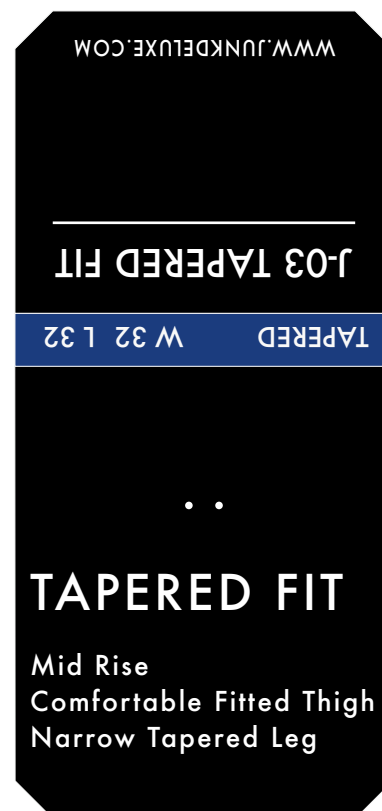 WWW.JUNKDELUXE.COM
J-03 TAPERED FIT
TAPERED W 32 L 32
TAPERED FIT
Mid Rise
Comfortable Fitted Thigh
Narrow Tapered Leg